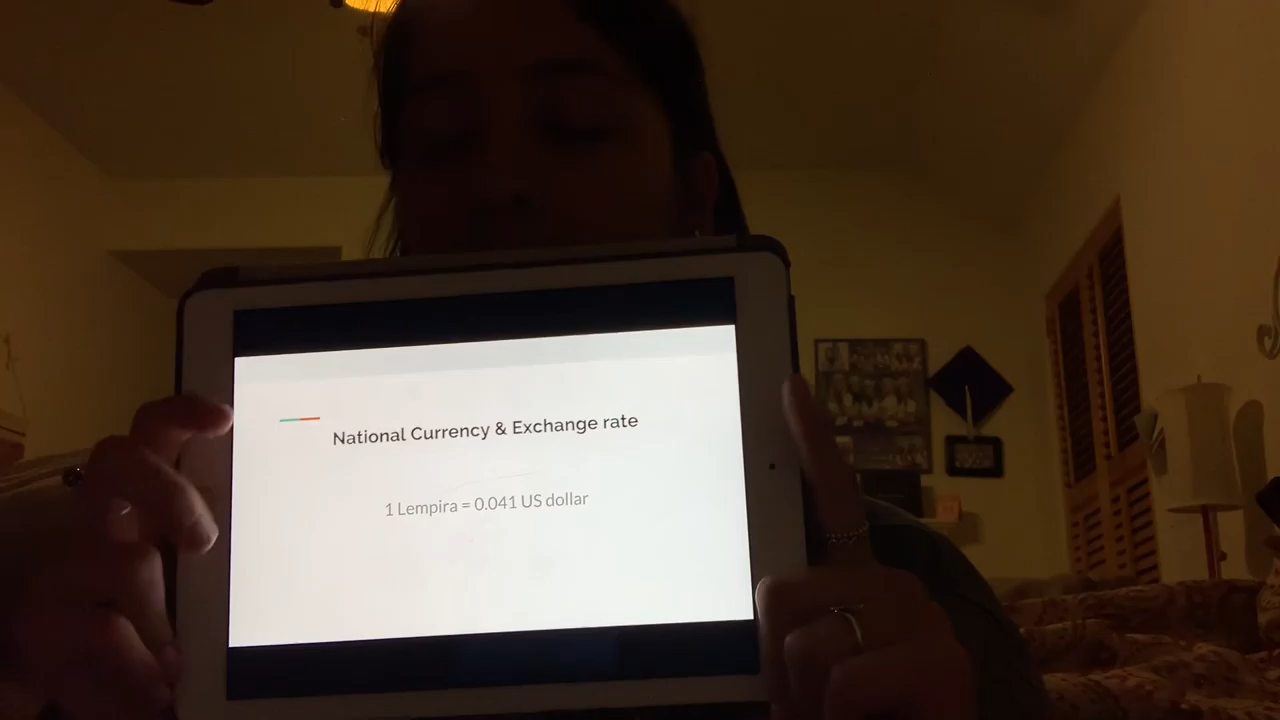 National Currency & Exchange rate
1 Lempira = 0.041 US dollar